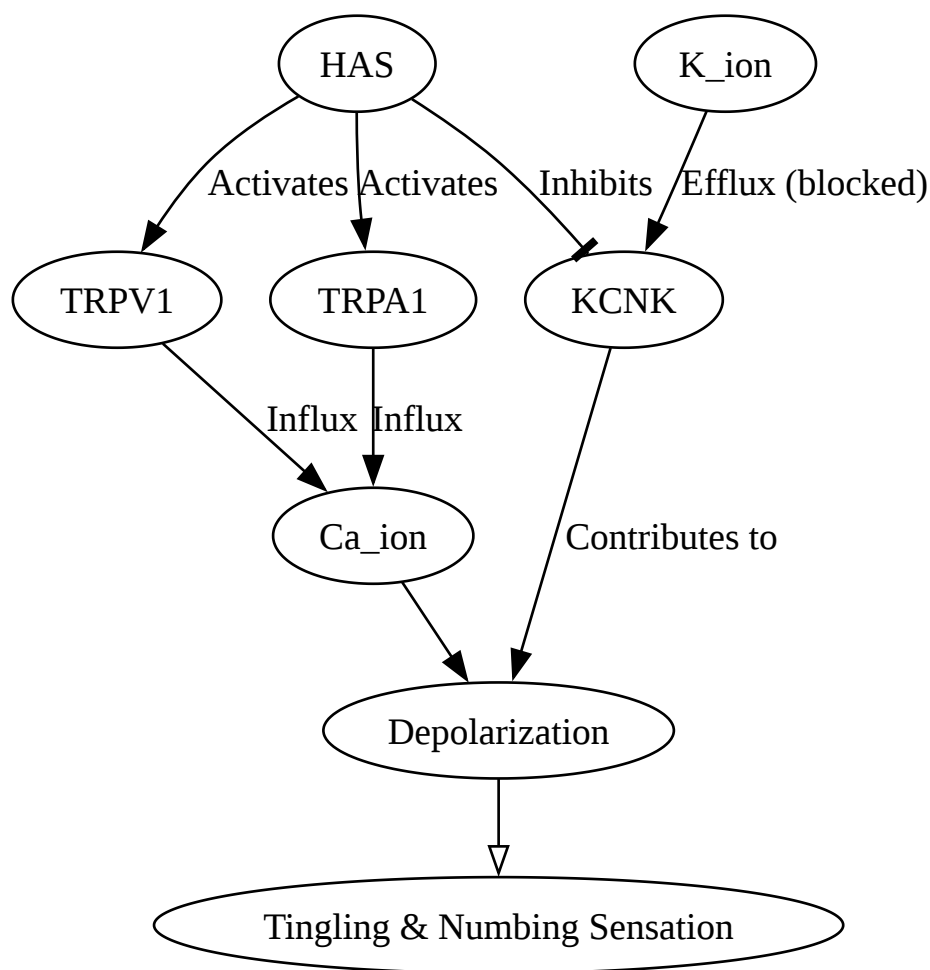 HAS
K_ion
Activates
Activates
Inhibits
Efflux (blocked)
TRPV1
TRPA1
KCNK
Influx
Influx
Ca_ion
Contributes to
Depolarization
Tingling & Numbing Sensation